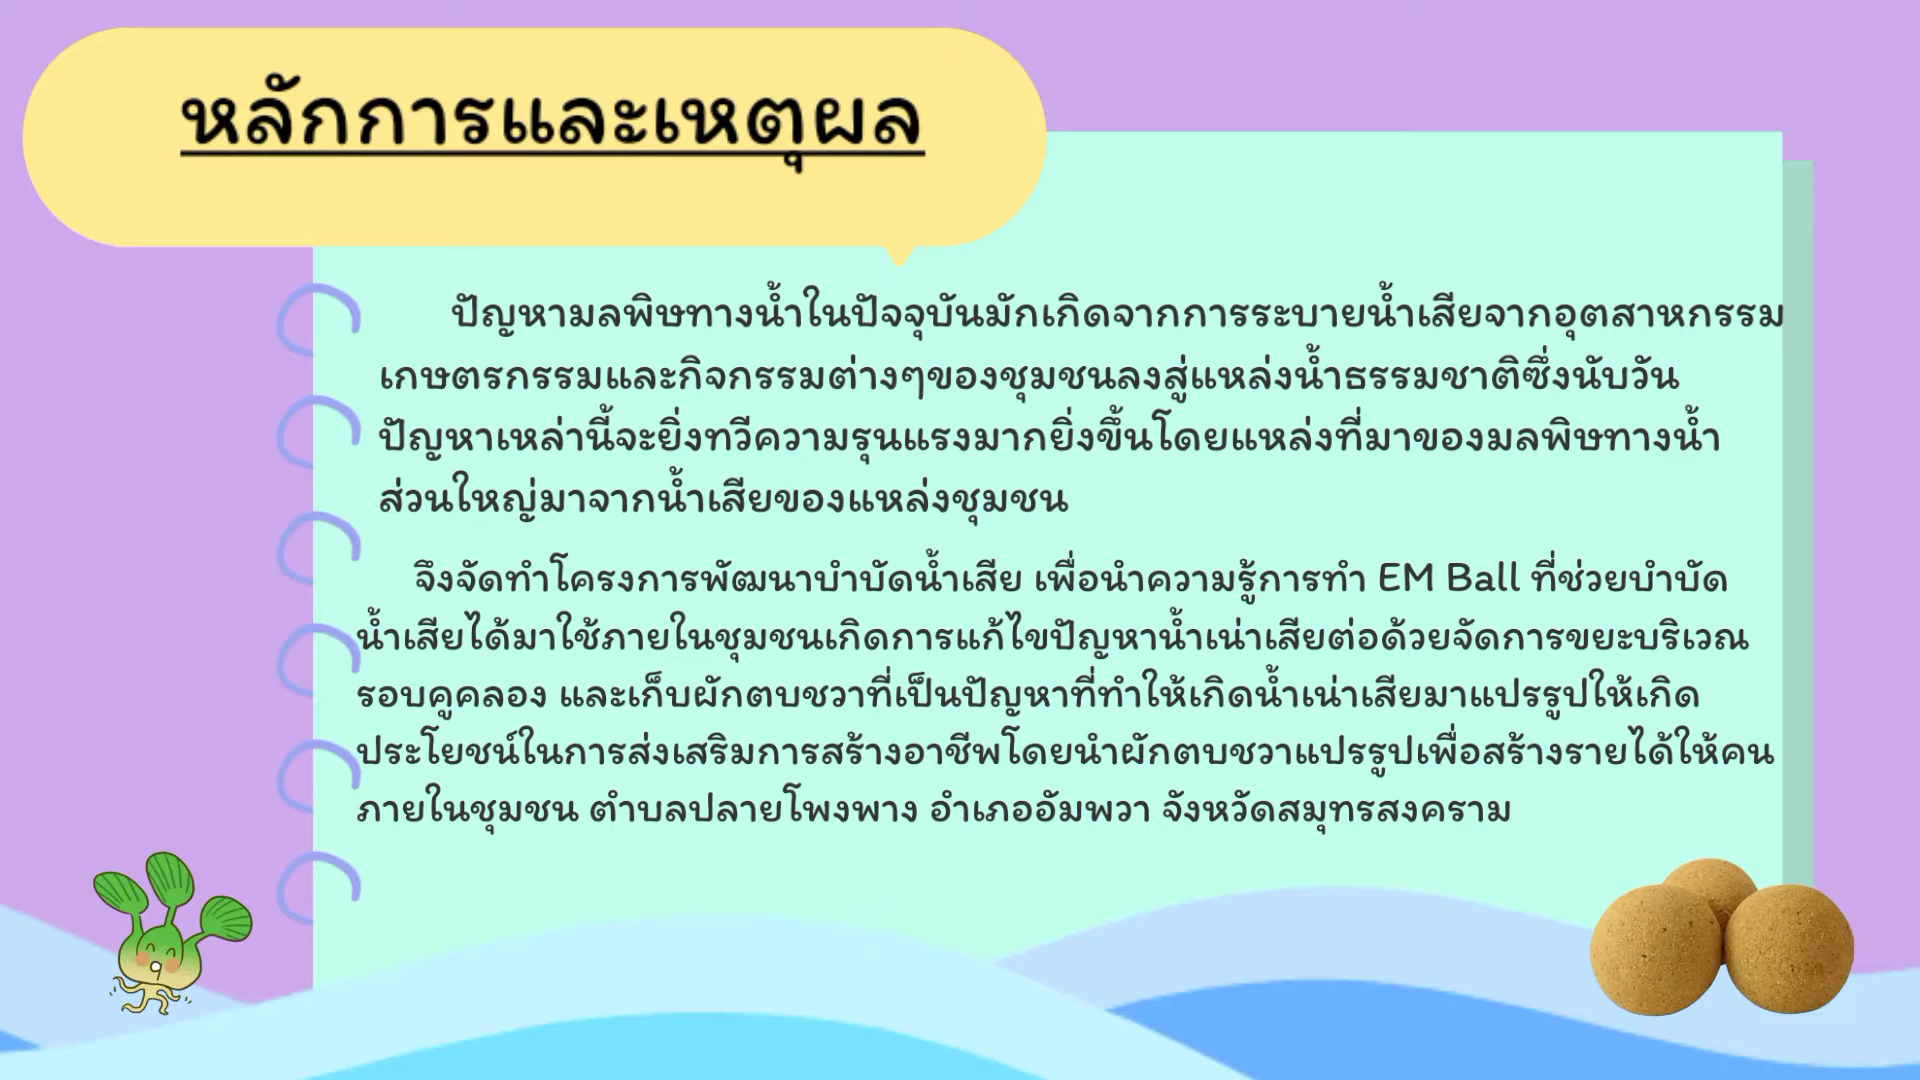 หลักการและเหตุผล
ปัญหามลพิษทางน้ำในปัจจุบันมักเกิดจากการระบายน้ำเสียจากอุตสาหกรรม
เกษตรกรรมและกิจกรรมต่างๆของชุมชนลงสู่แหล่งน้ำธรรมชาติซึ่งนับวัน
ปัญหาเหล่านี้จะยิ่งทวีความรุนแรงมากยิ่งขึ้นโดยแหล่งที่มาของมลพิษทางน้ำ
ส่วนใหญ่มาจากน้ำเสียของแหล่งชุมชน
จึงจัดทำโครงการพัฒนาบำบัดน้ำเสีย เพื่อนำความรู้การทำ EM Ball ที่ช่วยบำบัด
น้ำเสียได้มาใช้ภายในชุมชนเกิดการแก้ไขปัญหาน้ำเน่าเสียต่อด้วยจัดการขยะบริเวณ
รอบคูคลอง และเก็บผักตบชวาที่เป็นปัญหาที่ทำให้เกิดน้ำเน่าเสียมาแปรรูปให้เกิด
ประโยชน์ในการส่งเสริมการสร้างอาชีพโดยนำผักตบชวาแปรรูปเพื่อสร้างรายได้ให้คน
ภายในชุมชน ตำบลปลายโพงพาง อำเภออัมพวา จังหวัดสมุทรสงคราม